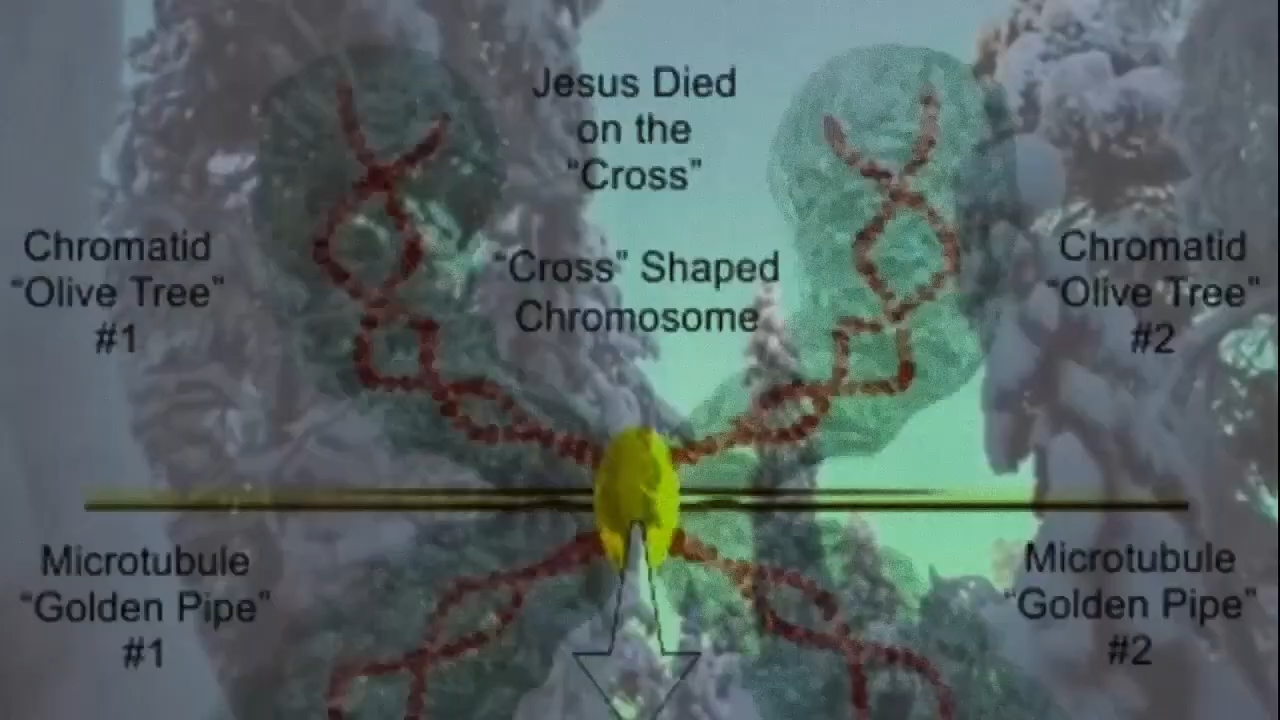 Jesus Died
on the
“Cross”
Chromatid
“Olive Tree”
#1
“Cross” Shaped
Chromosome
Chromatid
“Olive Tree”
#2
Microtubule
“Golden Pipe”
#1
Microtubule
“Golden Pipe”
#2